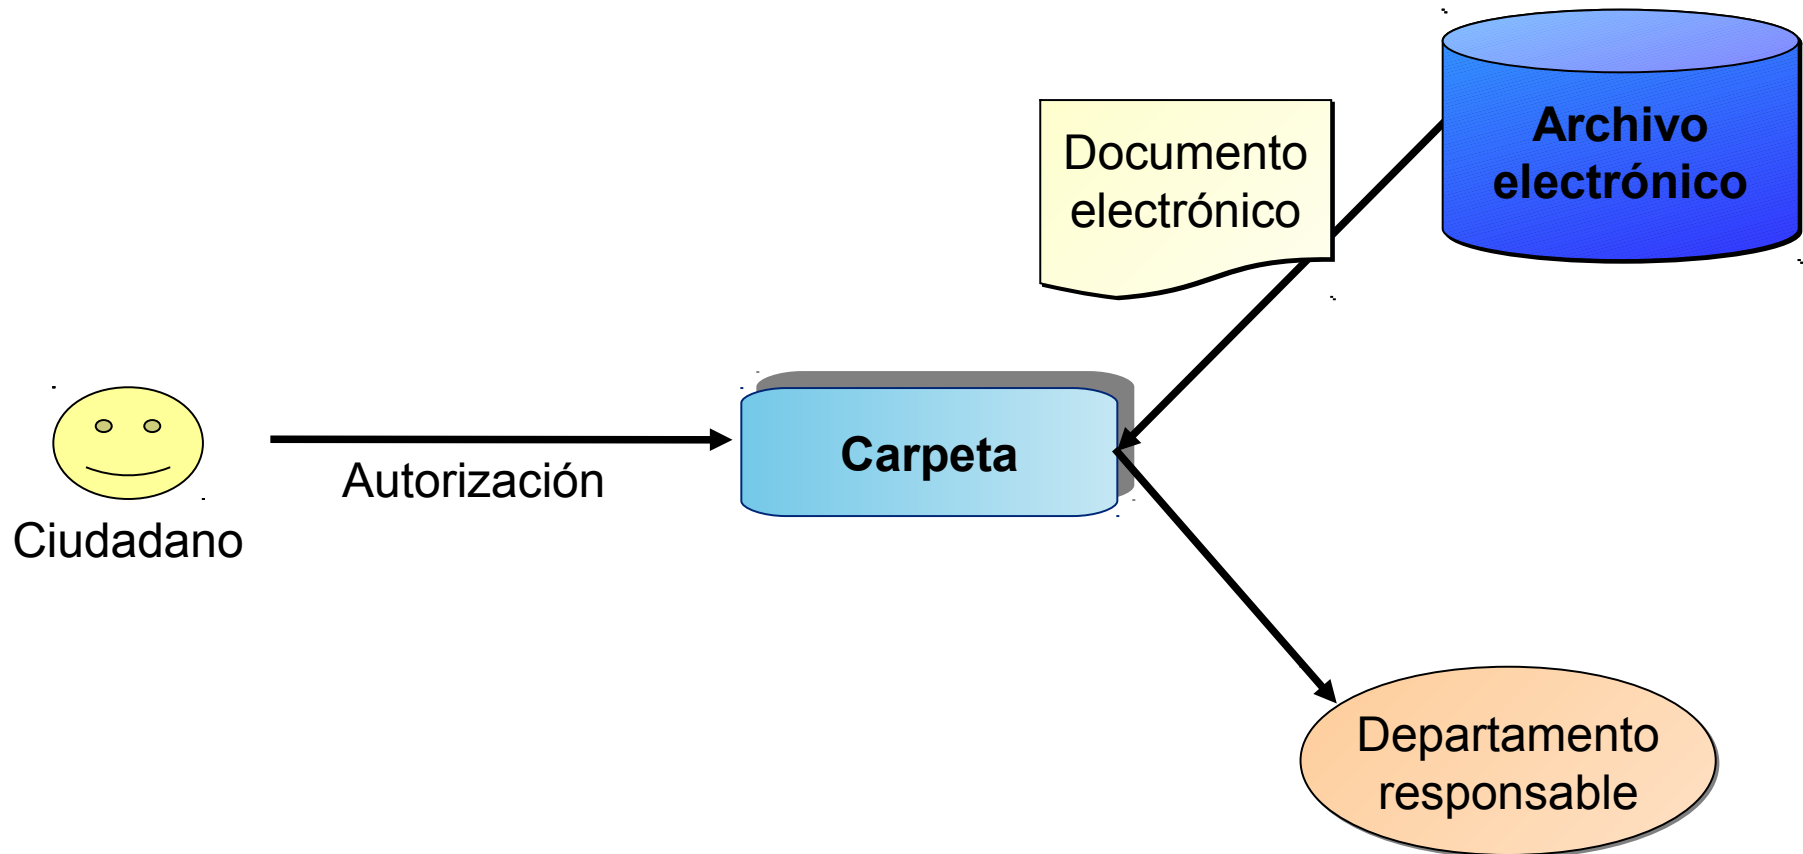 Archivo
electrónico
Documento
electrónico
Carpeta
Autorización
Ciudadano
Departamento
responsable